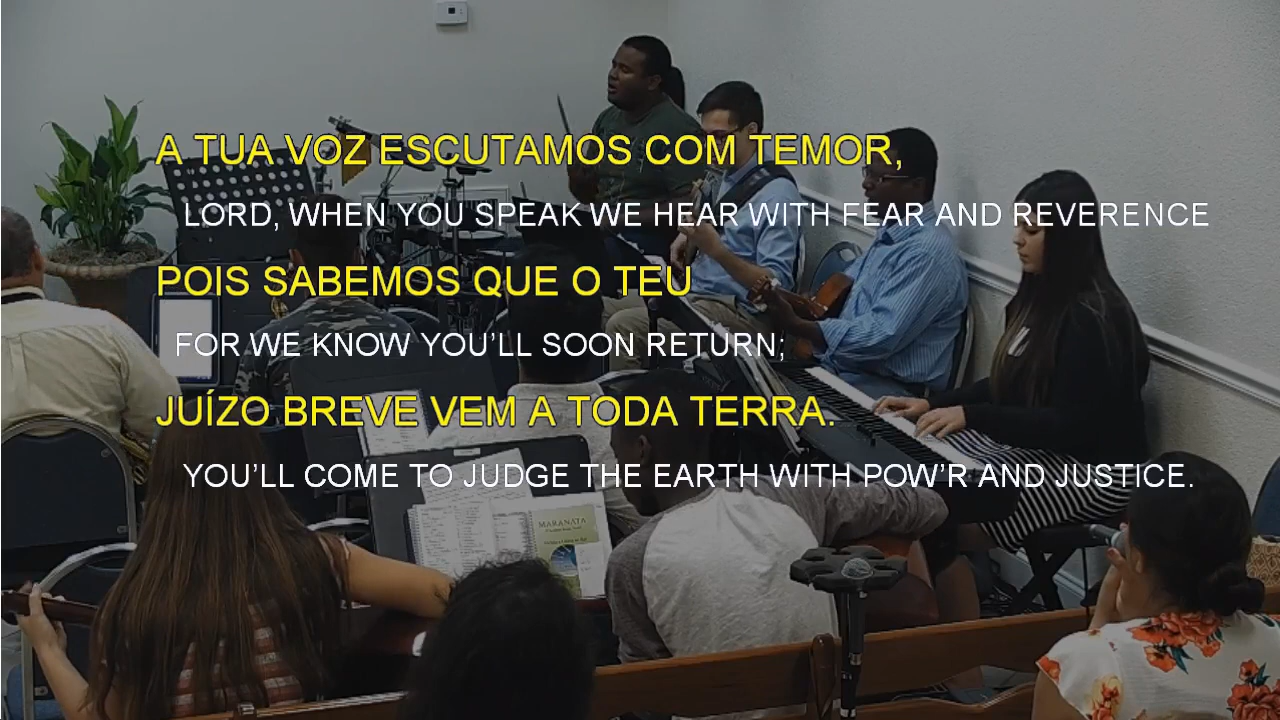 A TUA VOZ ESCUTAMOS COM TEMOR,
LORD, WHEN YOU SPEAK WE HEAR WITH FEAR AND REVERENCE
POIS SABEMOS QUE O TEU
FOR WE KNOW YOU’LL SOON RETURN;
JUÍZO BREVE VEM A TODA TERRA.
YOU’LL COME TO JUDGE THE EARTH WITH POW’R AND JUSTICE.
MARANATA